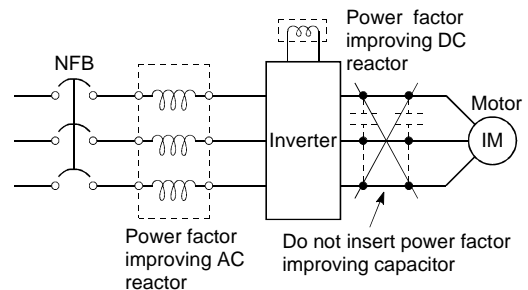 NFB
Power factor
improving DC
reactor
Motor
Inverter
IM
Power factor
improving AC
reactor
Do not insert power factor
improving capacitor